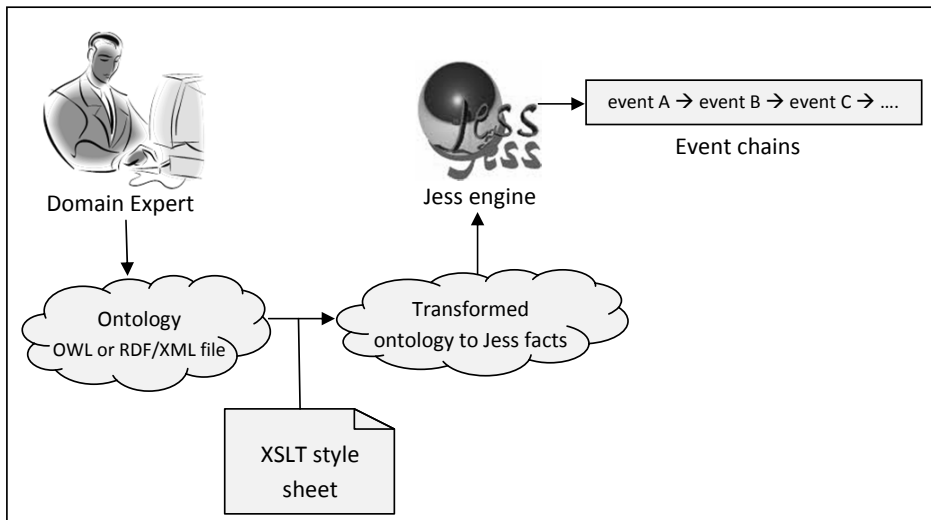 Jess
event A → event B → event C → ....
Event chains
Domain Expert
Jess engine
Ontology
OWL or RDF/XML file
Transformed
ontology to Jess facts
XSLT style
sheet